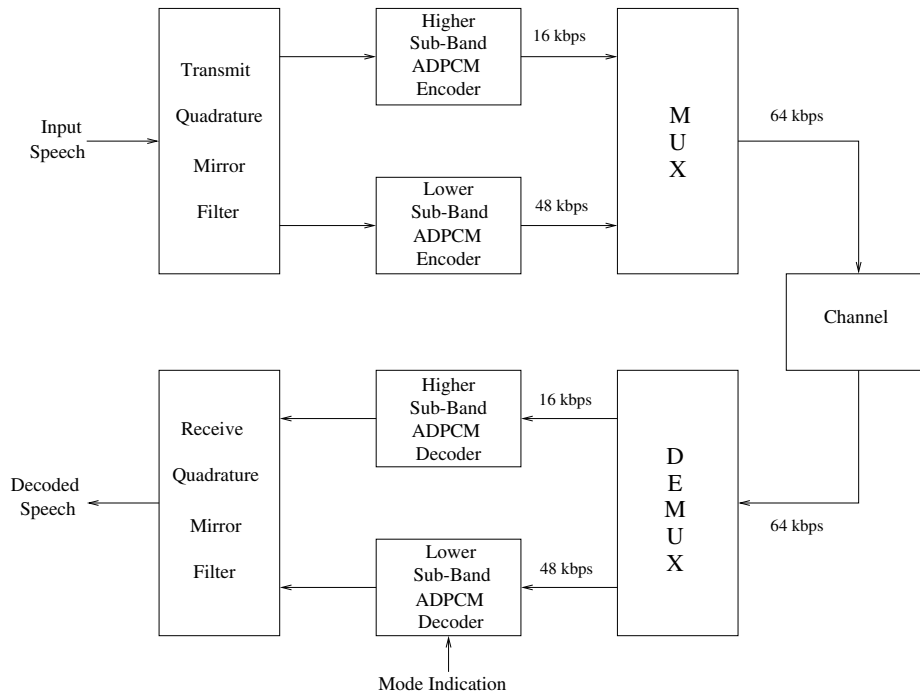 Input
Speech
Transmit
Quadrature
Mirror
Filter
Higher
Sub-Band
ADPCM
Encoder
16 kbps
Lower
Sub-Band
ADPCM
Encoder
48 kbps
M
U
X
64 kbps
Channel
64 kbps
D
E
M
U
X
16 kbps
Higher
Sub-Band
ADPCM
Decoder
48 kbps
Lower
Sub-Band
ADPCM
Decoder
Mode Indication
Receive
Quadrature
Mirror
Filter
Decoded
Speech